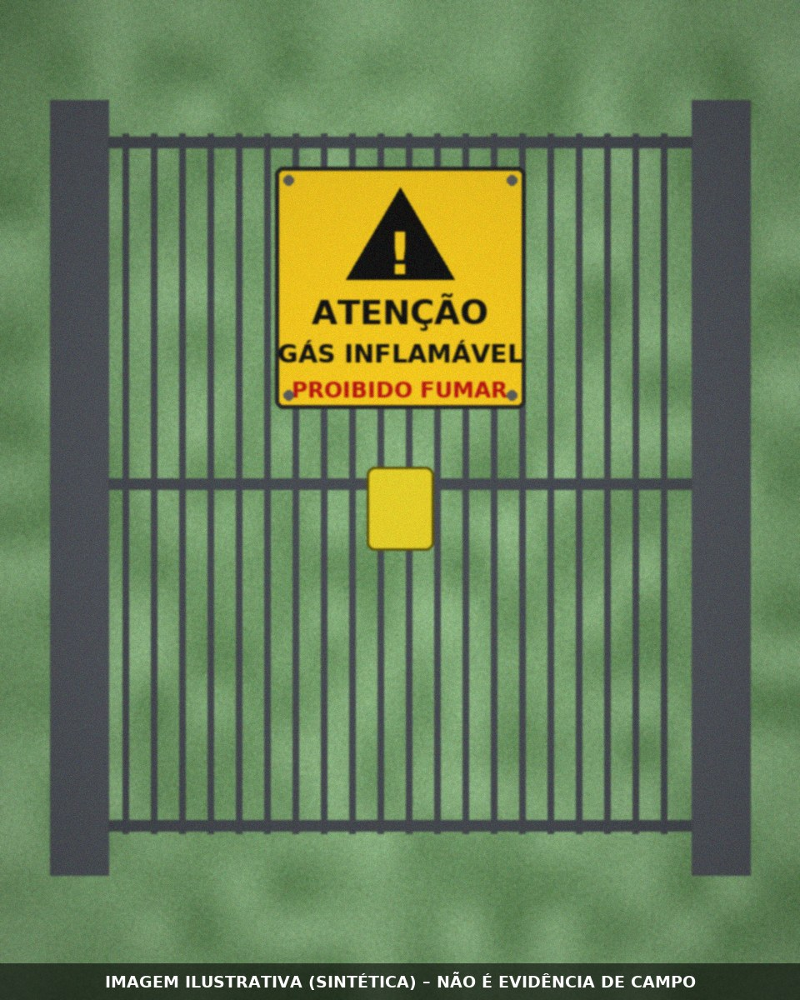 !
ATENÇÃO
GÁS INFLAMÁVEL
PROIBIDO FUMAR
IMAGEM ILUSTRATIVA (SINTÉTICA) – NÃO É EVIDÊNCIA DE CAMPO